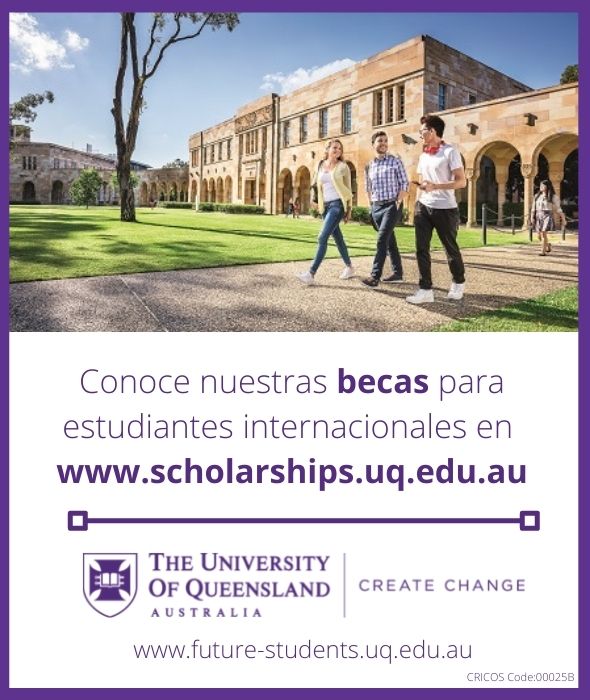 Conoce nuestras becas para
estudiantes internacionales en
www.scholarships.uq.edu.au
THE UNIVERSITY
OF QUEENSLAND
AUSTRALIA
CREATE CHANGE
www.future-students.uq.edu.au
CRICOS Code:00025B